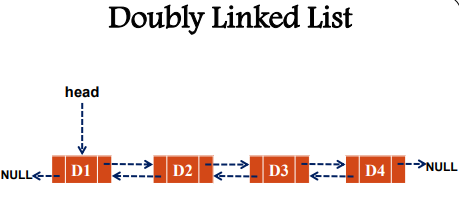 Doubly Linked List
head
NULL D1 D2 D3 D4 NULL